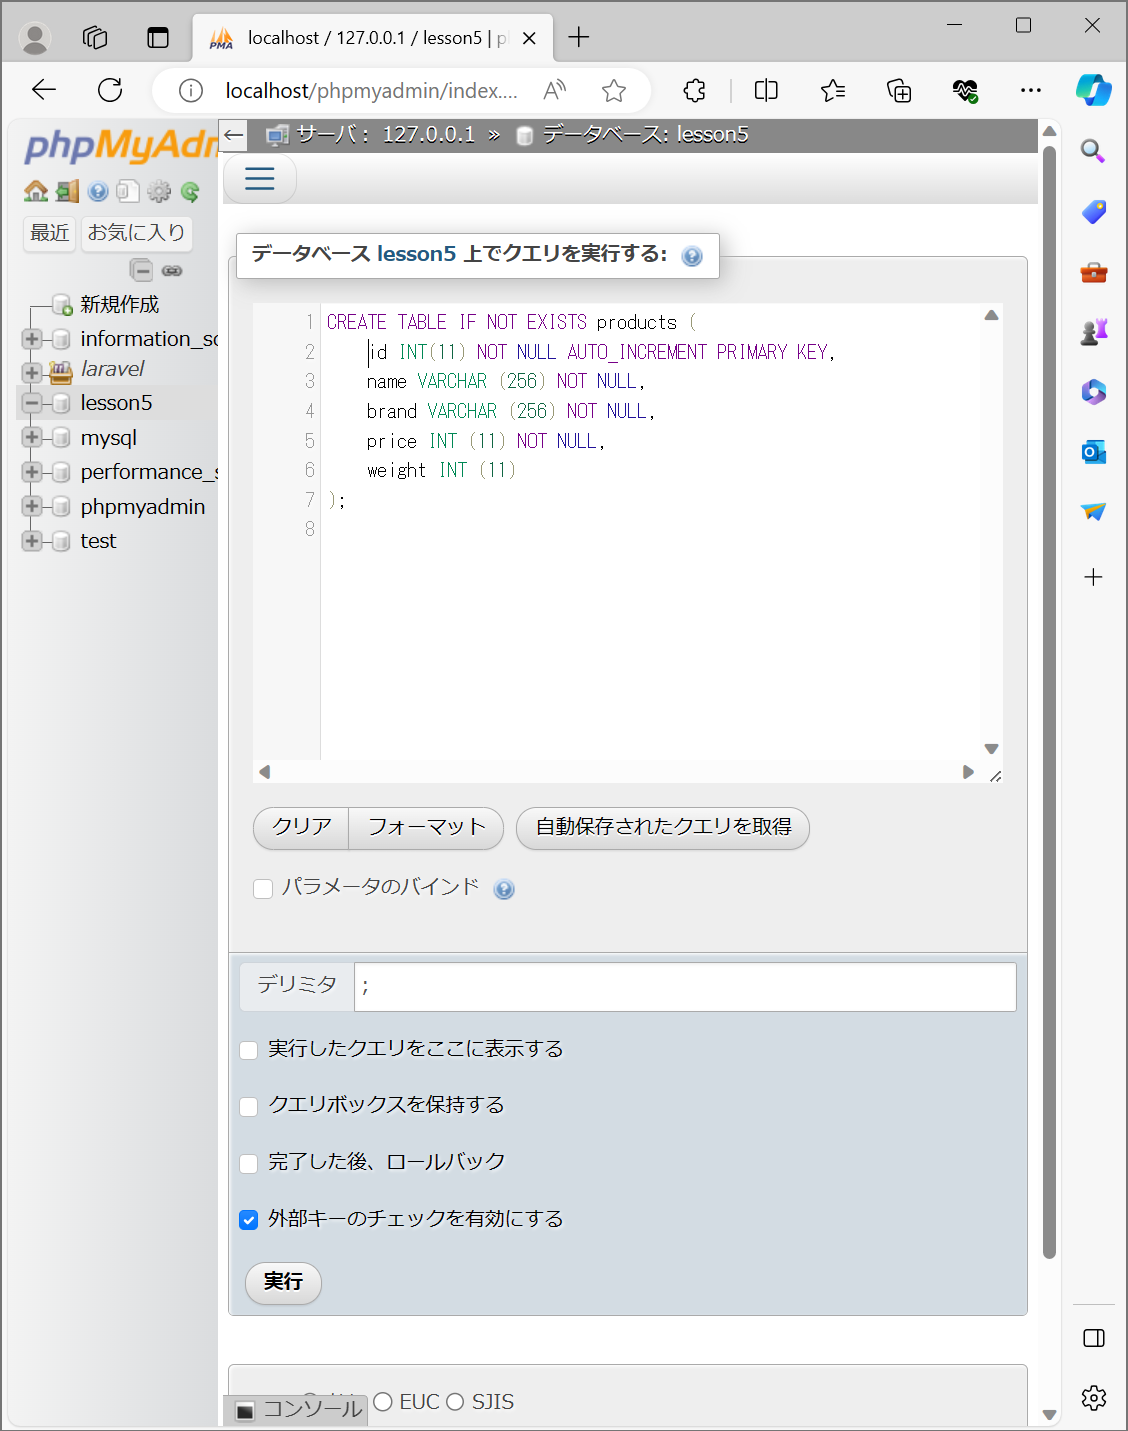 localhost / 127.0.0.1 / lesson5 | p
localhost/phpmyadmin/index....
phpMyAdm
サーバ: 127.0.0.1 » データベース: lesson5
最近 お気に入り
新規作成
information_sc
laravel
lesson5
mysql
performance_s
phpmyadmin
test
データベース lesson5 上でクエリを実行する:
1 CREATE TABLE IF NOT EXISTS products (
2 id INT(11) NOT NULL AUTO_INCREMENT PRIMARY KEY,
3 name VARCHAR (256) NOT NULL,
4 brand VARCHAR (256) NOT NULL,
5 price INT (11) NOT NULL,
6 weight INT (11)
7 );
8
クリア フォーマット 自動保存されたクエリを取得
パラメータのバインド
デリミタ ;
実行したクエリをここに表示する
クエリボックスを保持する
完了した後、ロールバック
外部キーのチェックを有効にする
実行
EUC SJIS
コンソール